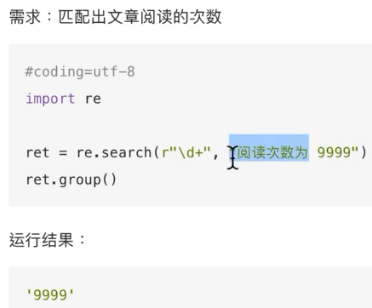 需求：匹配出文章阅读的次数
#coding=utf-8
import re
ret = re.search(r"\d+", "阅读次数为 9999")
ret.group()
运行结果：
'9999'